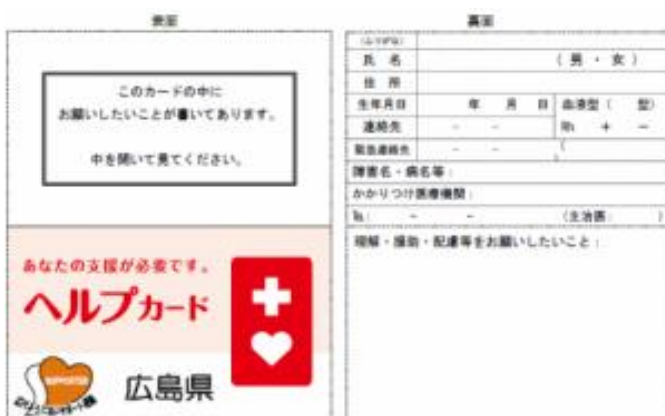 表面
このカードの中に
お願いしたいことが書いてあります。
中を開いて見てください。
あなたの支援が必要です。
ヘルプカード
SUPPORTER
広島県
裏面
(ふりがな)
氏 名 （ 男 ・ 女 ）
住 所
生年月日 年 月 日 血液型（ 型）
連絡先 - - Rh + -
緊急連絡先 - - （ ）
障害名・病名等：
かかりつけ医療機関：
℡： - - （主治医： ）
理解・援助・配慮等をお願いしたいこと：